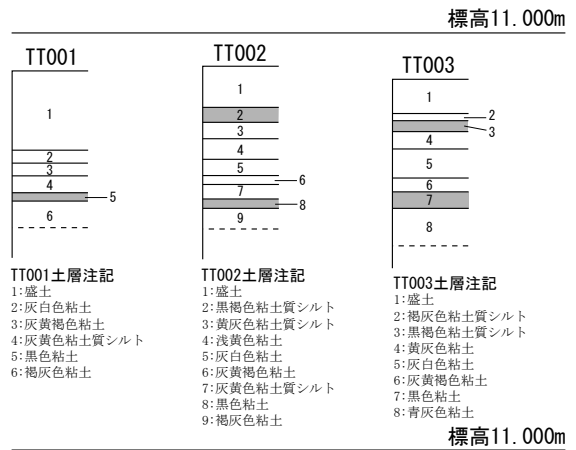 標高11.000m
TT001
1
2
3
4
5
6
TT002
1
2
3
4
5
6
7
8
9
TT003
1
2
3
4
5
6
7
8
TT001土層注記
1:盛土
2:灰白色粘土
3:灰黄褐色粘土
4:灰黄色粘土質シルト
5:黒色粘土
6:褐灰色粘土
TT002土層注記
1:盛土
2:黒褐色粘土質シルト
3:黄灰色粘土質シルト
4:浅黄色粘土
5:灰白色粘土
6:灰黄褐色粘土
7:灰黄色粘土質シルト
8:黒色粘土
9:褐灰色粘土
TT003土層注記
1:盛土
2:褐灰色粘土質シルト
3:黒褐色粘土質シルト
4:黄灰色粘土
5:灰白色粘土
6:灰黄褐色粘土
7:黒色粘土
8:青灰色粘土
標高11.000m